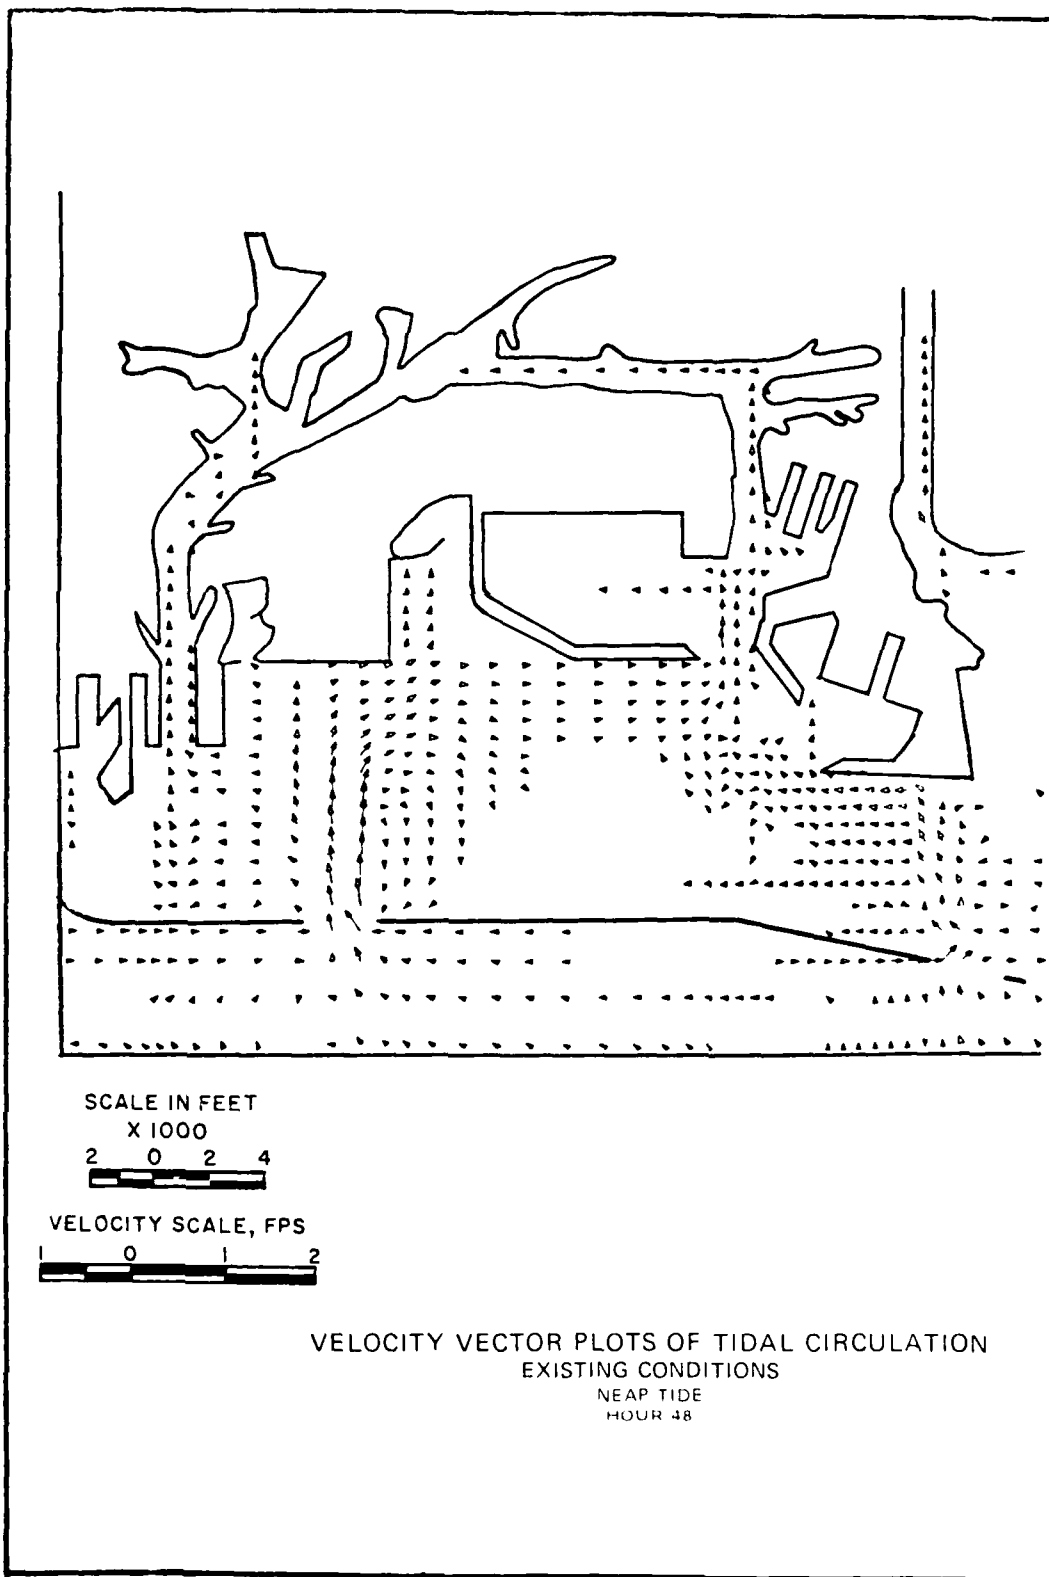 SCALE IN FEET
X 1000
2 0 2 4
VELOCITY SCALE, FPS
1 0 1 2
VELOCITY VECTOR PLOTS OF TIDAL CIRCULATION
EXISTING CONDITIONS
NEAP TIDE
HOUR 48